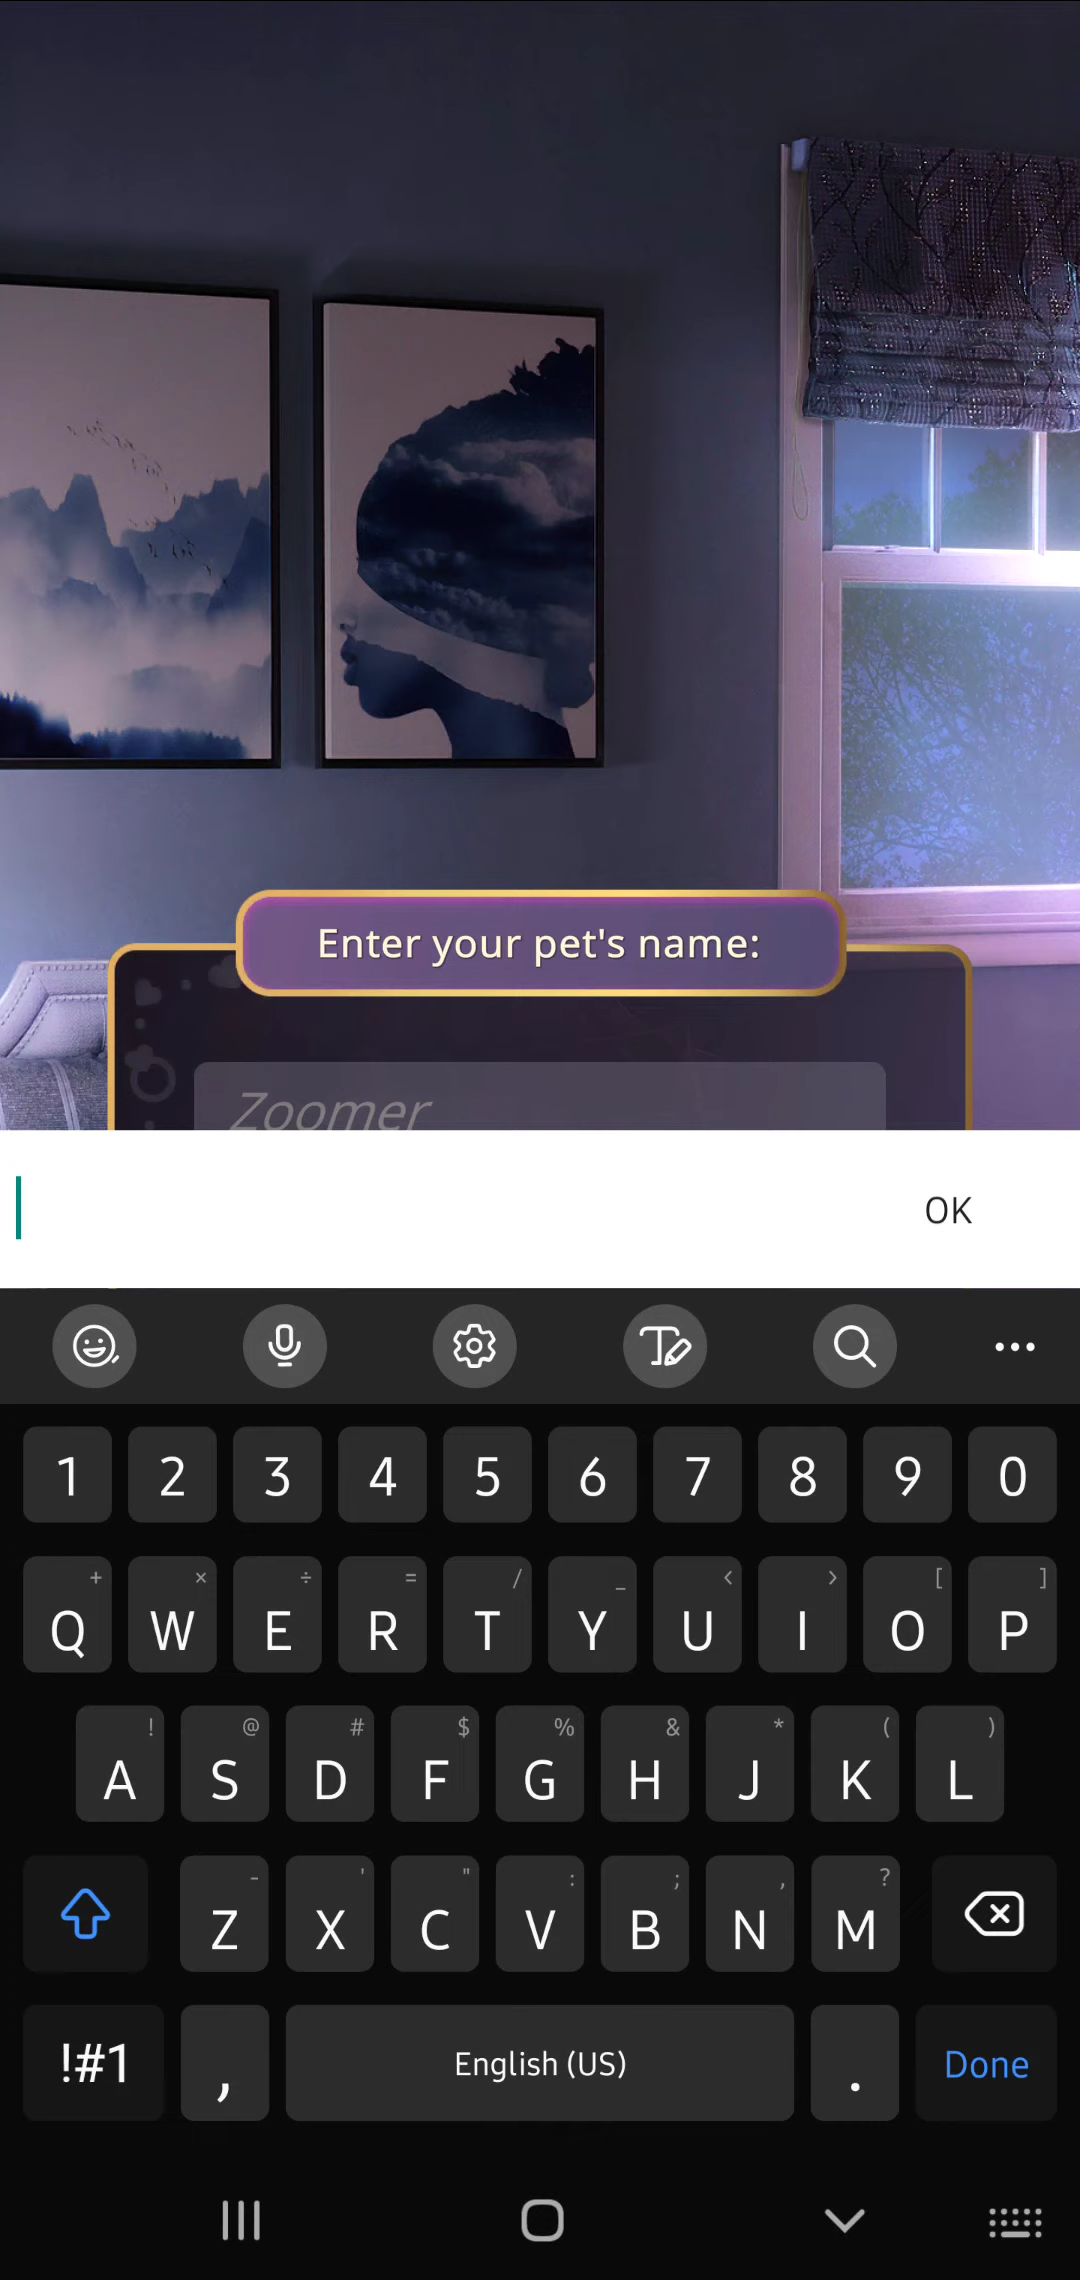 Enter your pet's name:
Zoomer
OK
1 2 3 4 5 6 7 8 9 0
+ × ÷ = / _ < > [ ]
Q W E R T Y U I O P
! @ # $ % & * ( )
A S D F G H J K L
- ' " : ; , ?
Z X C V B N M
!#1 , English (US) . Done